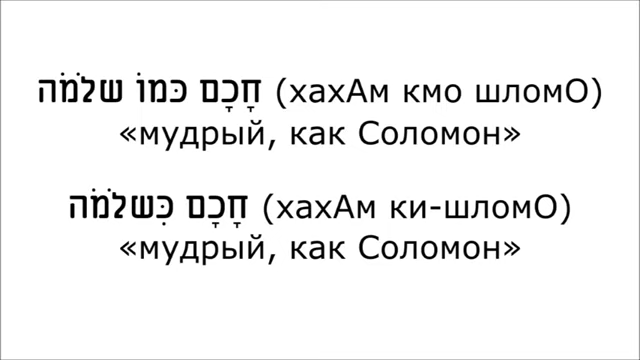 חָכָם כּמוֹ שלֹמֹה (хахАм кмо шломО)
«мудрый, как Соломон»
חָכָם כִּשלֹמֹה (хахАм ки-шломО)
«мудрый, как Соломон»